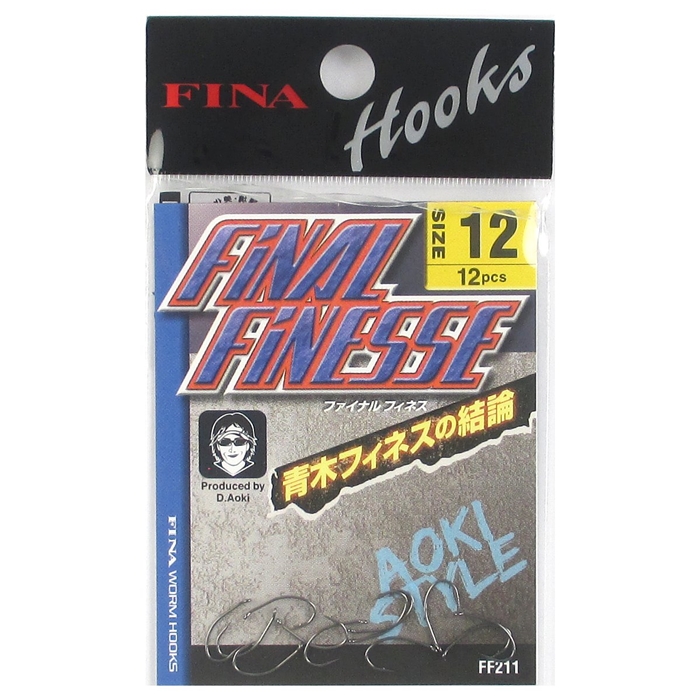 FINA
Hooks
SIZE
12
12pcs
FINAL
FINESSE
ファイナル フィネス
青木フィネスの結論
Produced by
D.Aoki
AOKI
STYLE
FINA WORM HOOKS
FF211